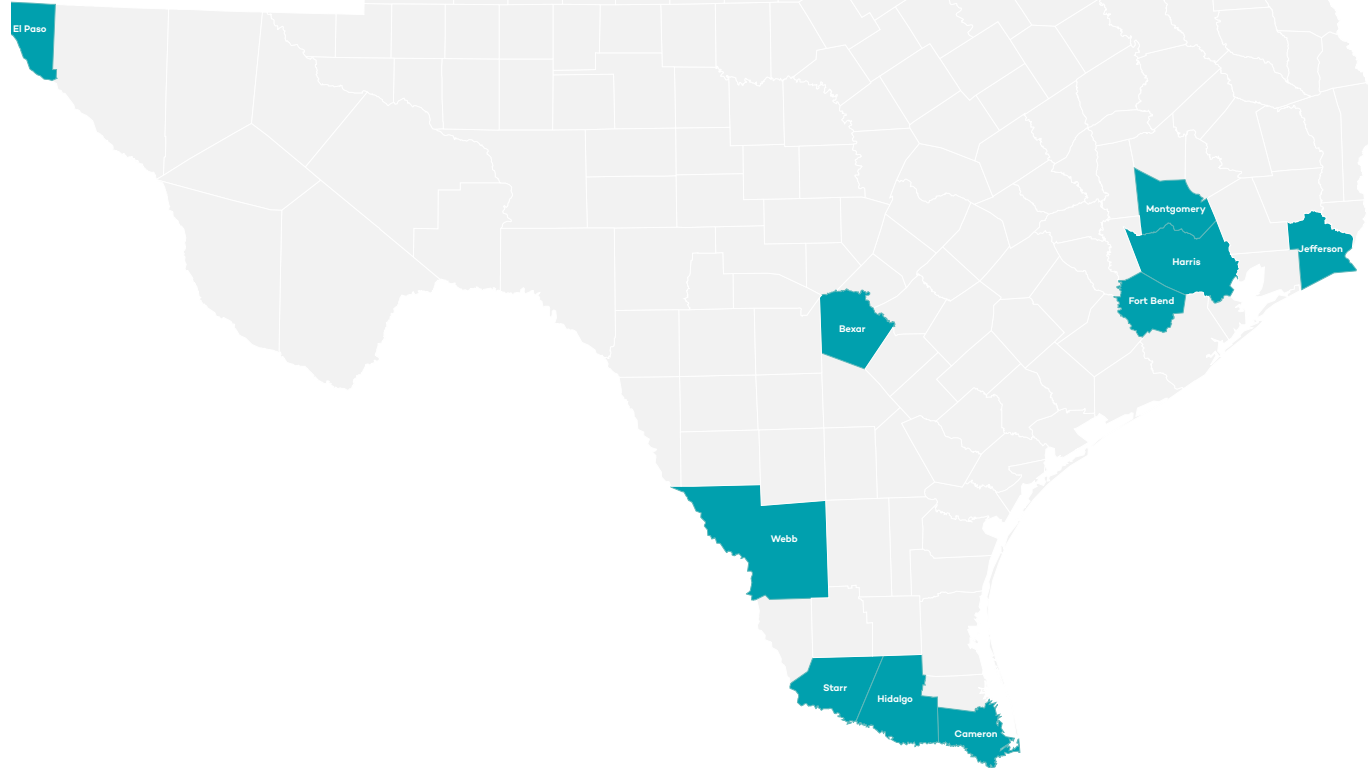 El Paso
Montgomery
Jefferson
Harris
Fort Bend
Bexar
Webb
Starr
Hidalgo
Cameron